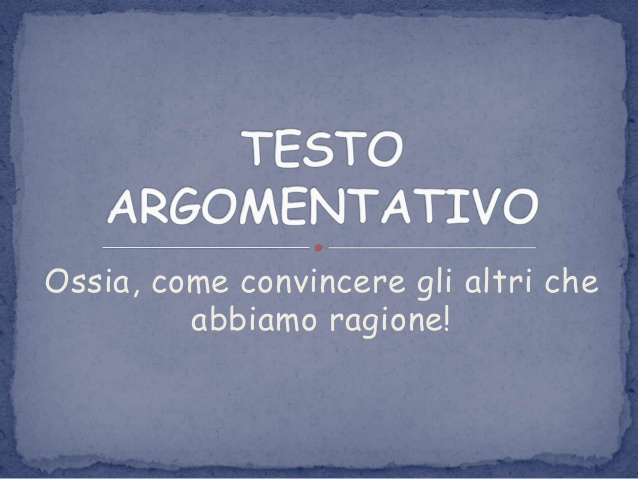 TESTO
ARGOMENTATIVO
Ossia, come convincere gli altri che
abbiamo ragione!